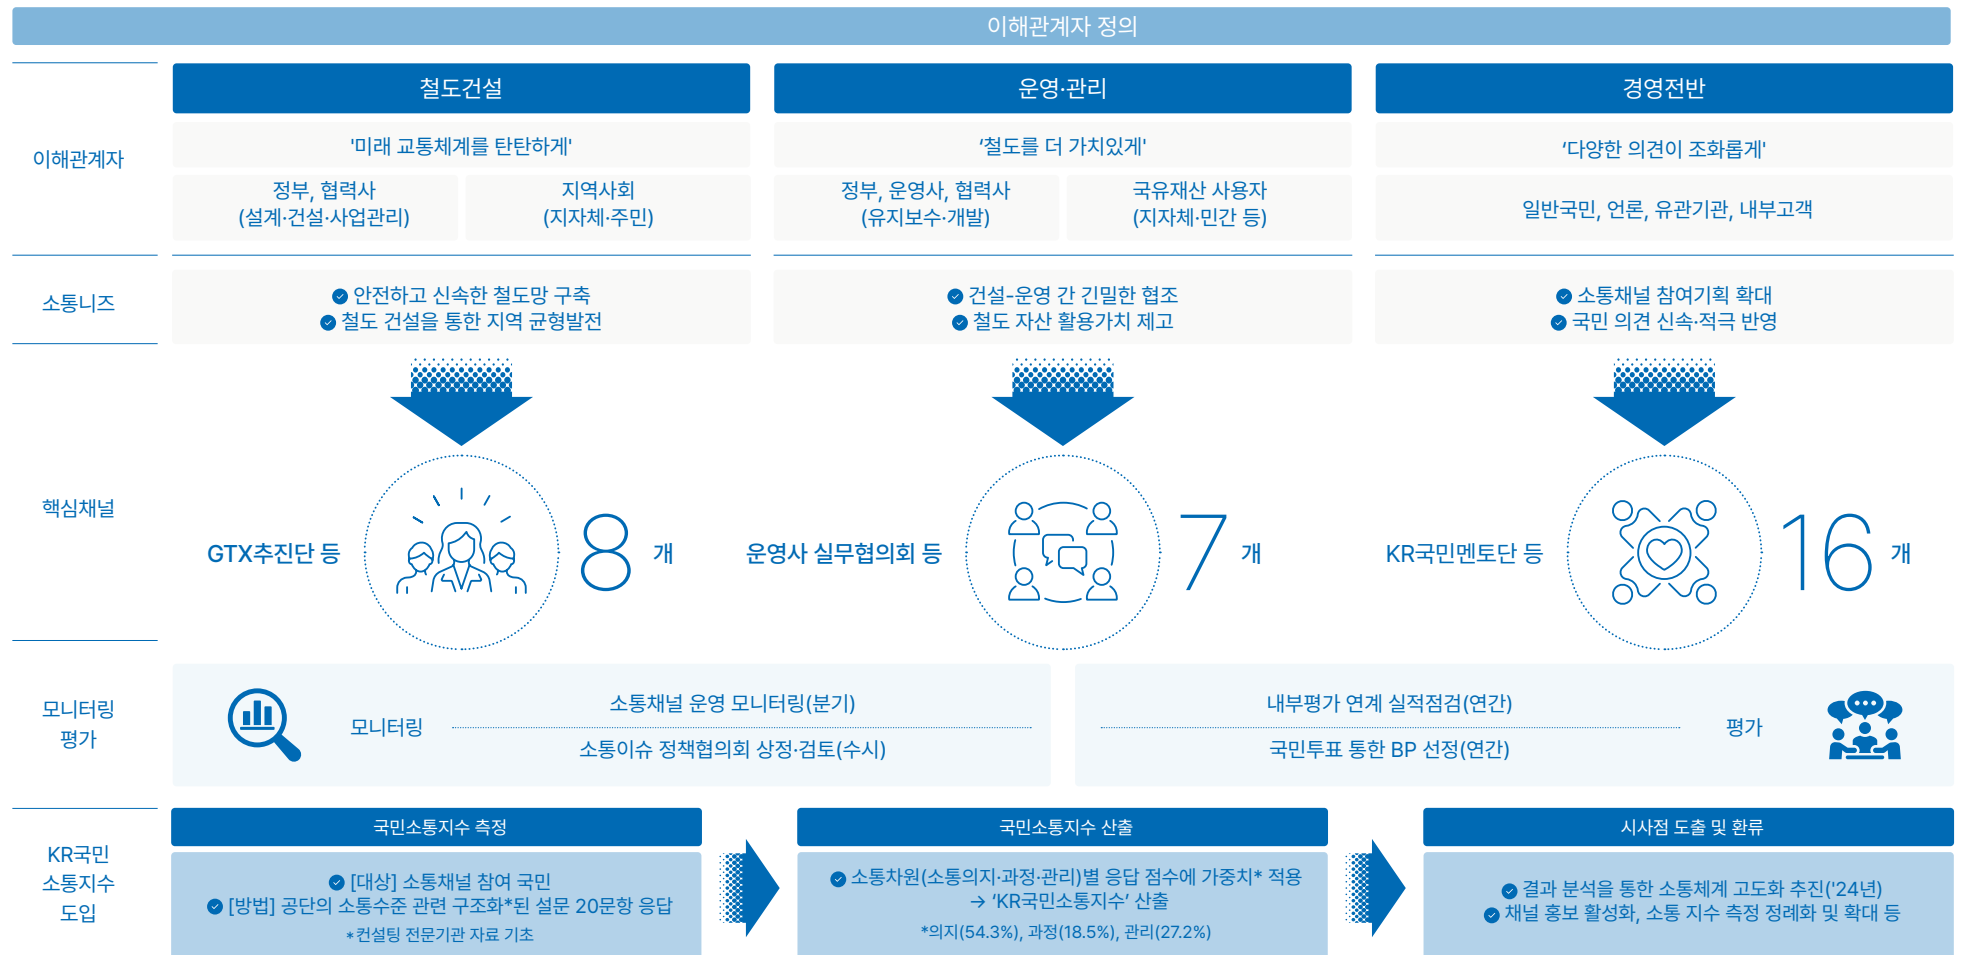 이해관계자 정의
이해관계자
철도건설
'미래 교통체계를 탄탄하게'
정부, 협력사
(설계·건설·사업관리)
지역사회
(지자체·주민)
운영·관리
‘철도를 더 가치있게'
정부, 운영사, 협력사
(유지보수·개발)
국유재산 사용자
(지자체·민간 등)
경영전반
‘다양한 의견이 조화롭게'
일반국민, 언론, 유관기관, 내부고객
소통니즈
안전하고 신속한 철도망 구축
철도 건설을 통한 지역 균형발전
건설-운영 간 긴밀한 협조
철도 자산 활용가치 제고
소통채널 참여기획 확대
국민 의견 신속·적극 반영
핵심채널
GTX추진단 등 8 개
운영사 실무협의회 등 7 개
KR국민멘토단 등 16 개
모니터링
평가
모니터링
소통채널 운영 모니터링(분기)
소통이슈 정책협의회 상정·검토(수시)
내부평가 연계 실적점검(연간)
국민투표 통한 BP 선정(연간)
평가
KR국민
소통지수
도입
국민소통지수 측정
[대상] 소통채널 참여 국민
[방법] 공단의 소통수준 관련 구조화*된 설문 20문항 응답
*컨설팅 전문기관 자료 기초
국민소통지수 산출
소통차원(소통의지·과정·관리)별 응답 점수에 가중치* 적용
→ ‘KR국민소통지수’ 산출
*의지(54.3%), 과정(18.5%), 관리(27.2%)
시사점 도출 및 환류
결과 분석을 통한 소통체계 고도화 추진('24년)
채널 홍보 활성화, 소통 지수 측정 정례화 및 확대 등